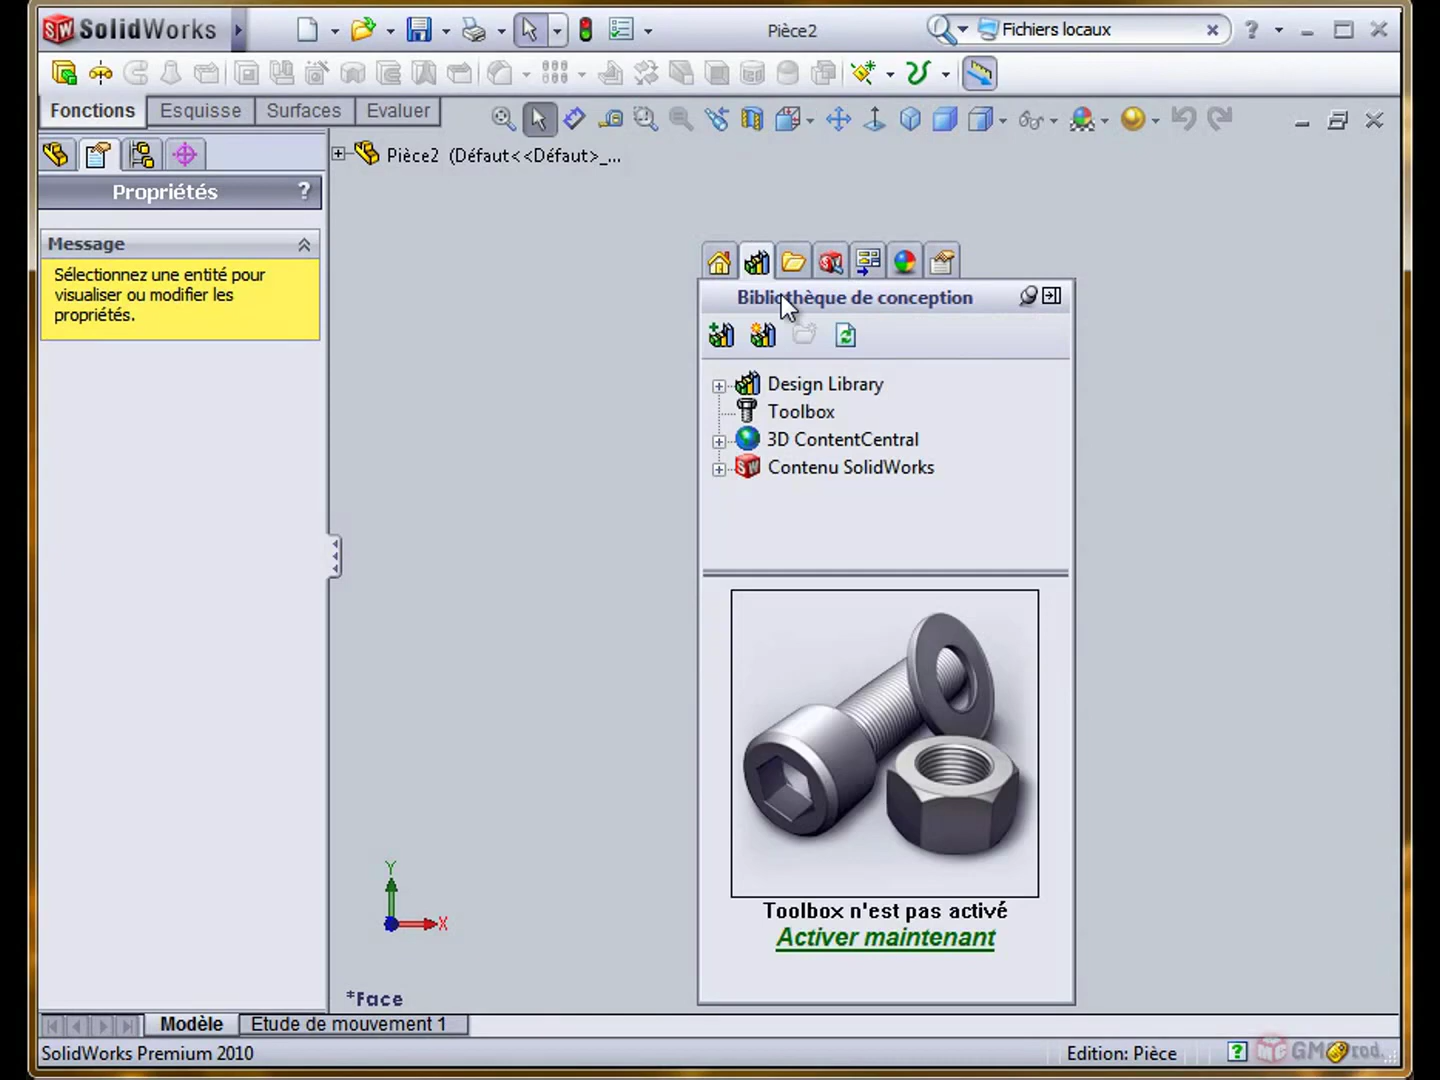 SolidWorks
Pièce2
Fichiers locaux
Fonctions
Esquisse
Surfaces
Evaluer
Pièce2 (Défaut<<Défaut>_...
Propriétés
?
Message
Sélectionnez une entité pour
visualiser ou modifier les
propriétés.
Bibliothèque de conception
Design Library
Toolbox
3D ContentCentral
Contenu SolidWorks
Toolbox n'est pas activé
Activer maintenant
Y
X
*Face
Modèle
Etude de mouvement 1
SolidWorks Premium 2010
Edition: Pièce